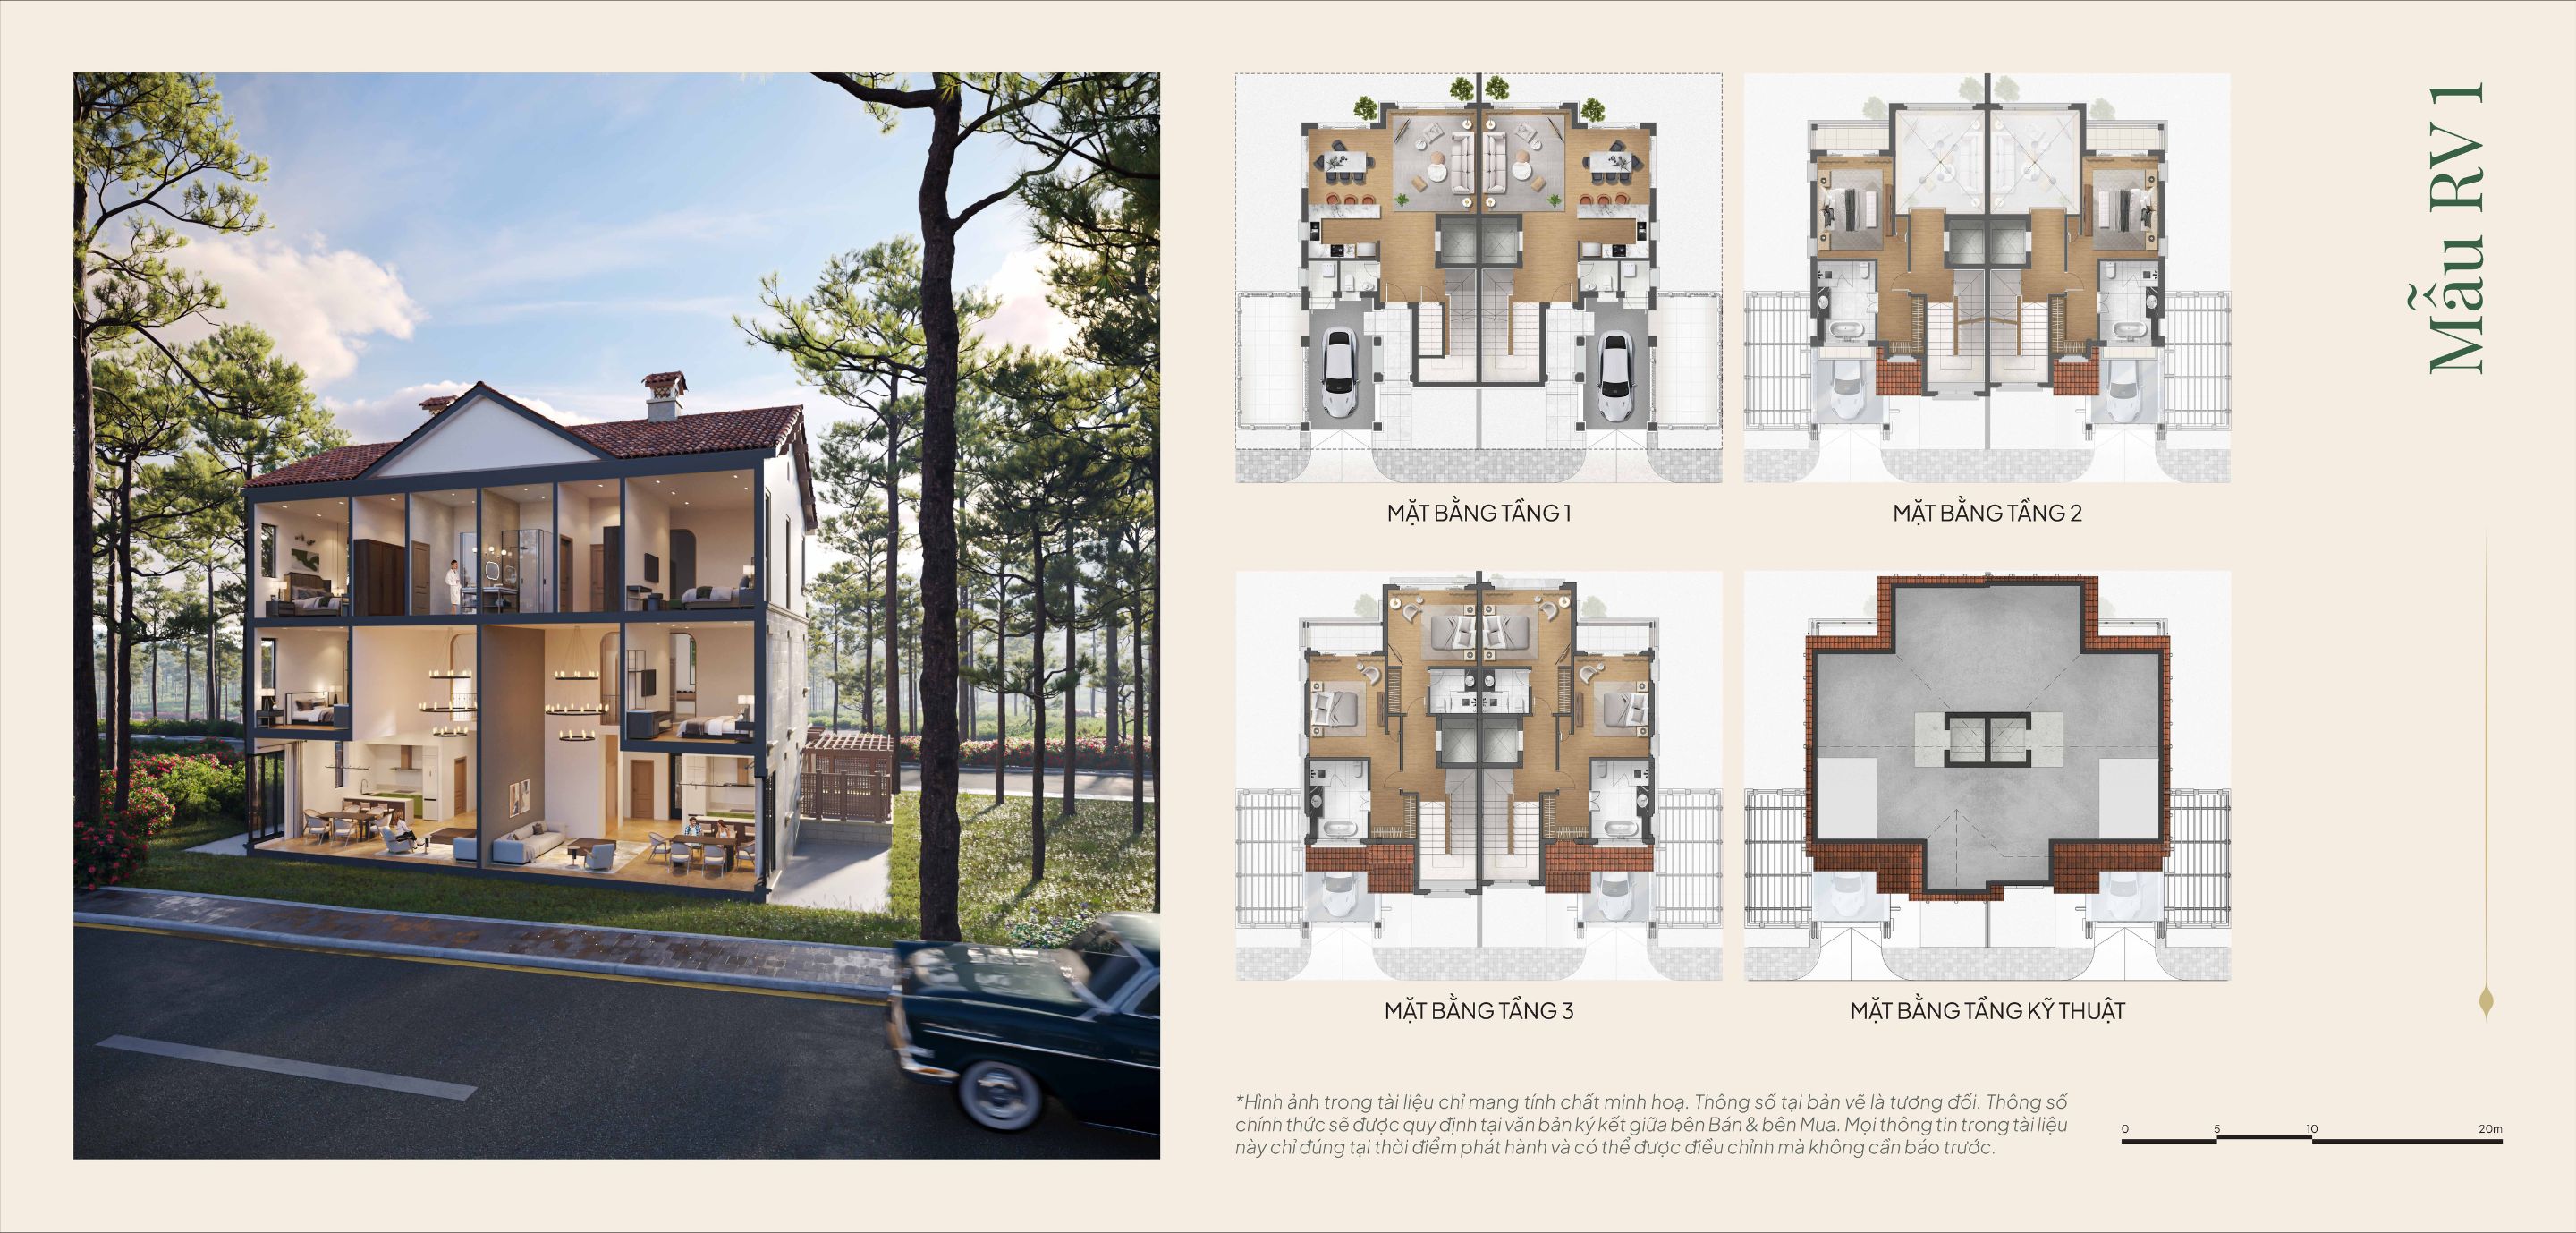 Mẫu RV 1
MẶT BẰNG TẦNG 1
MẶT BẰNG TẦNG 2
MẶT BẰNG TẦNG 3
MẶT BẰNG TẦNG KỸ THUẬT
*Hình ảnh trong tài liệu chỉ mang tính chất minh hoạ. Thông số tại bản vẽ là tương đối. Thông số
chính thức sẽ được quy định tại văn bản ký kết giữa bên Bán & bên Mua. Mọi thông tin trong tài liệu
này chỉ đúng tại thời điểm phát hành và có thể được điều chỉnh mà không cần báo trước.
0 5 10 20m